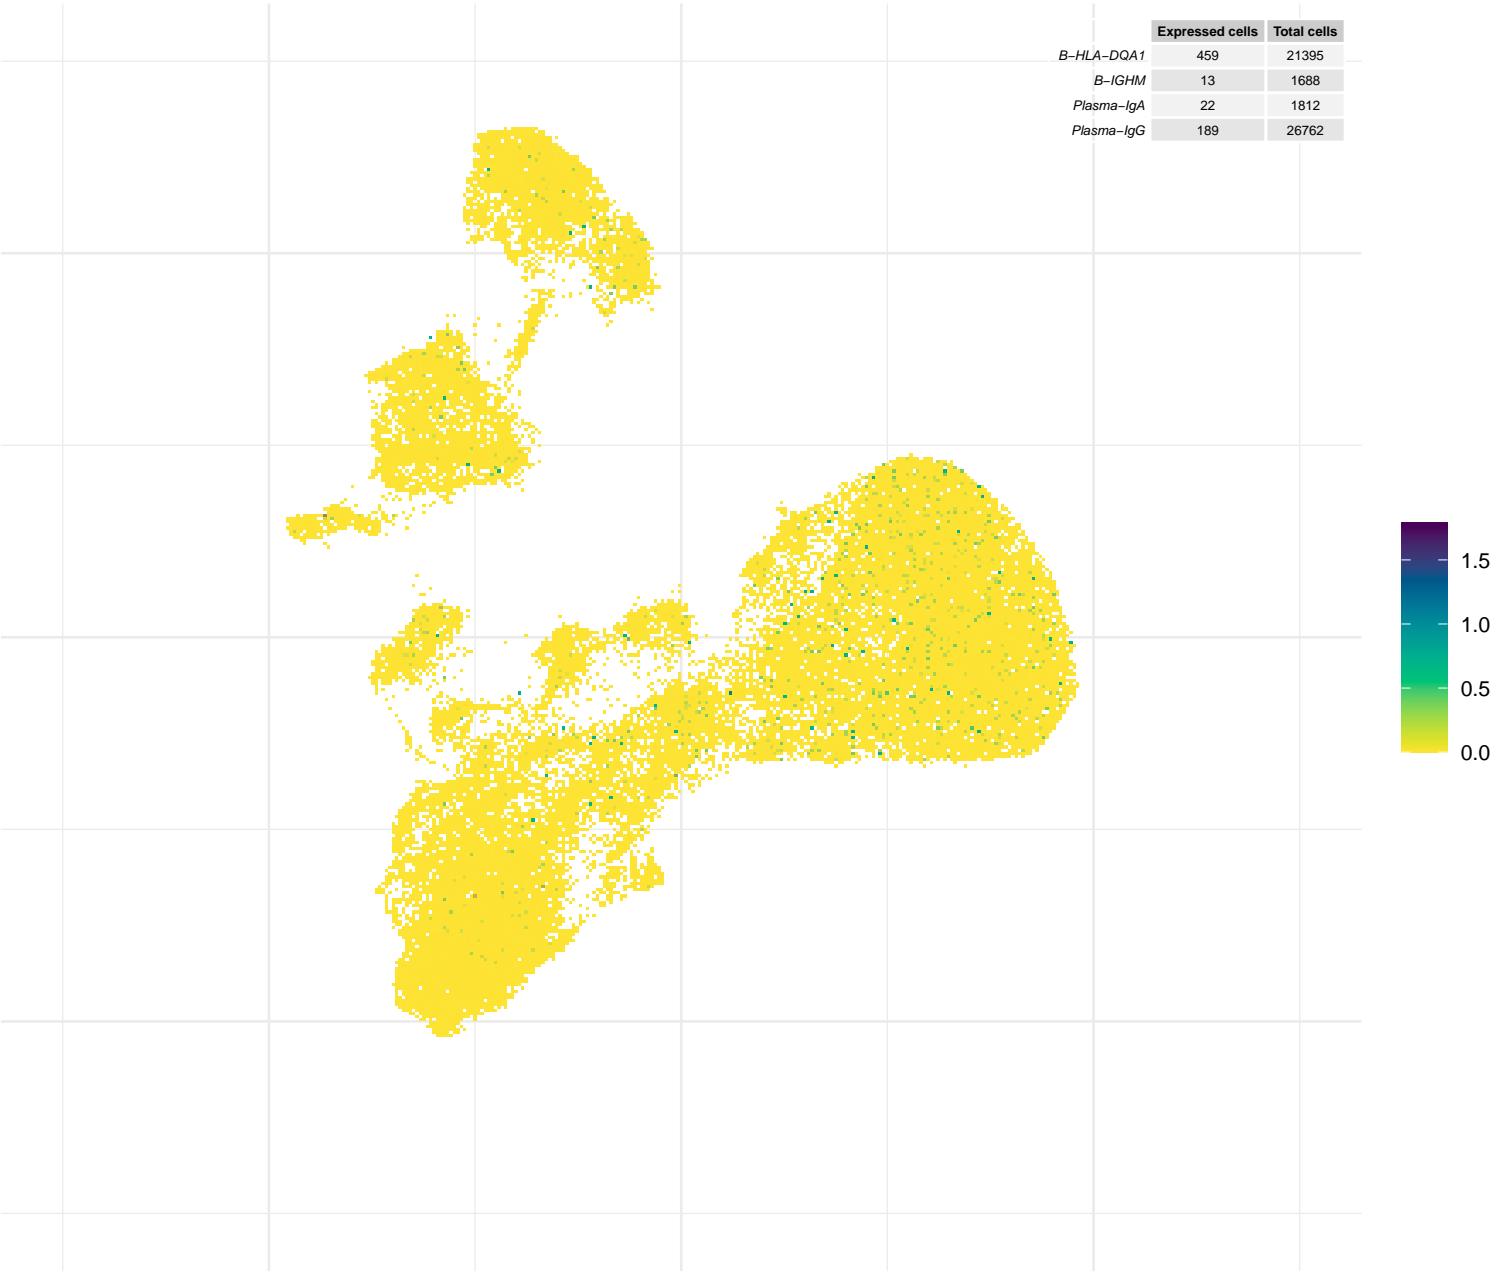 Expressed cells Total cells
B−HLA−DQA1 459 21395
B−IGHM 13 1688
Plasma−IgA 22 1812
Plasma−IgG 189 26762
1.5
1.0
0.5
0.0